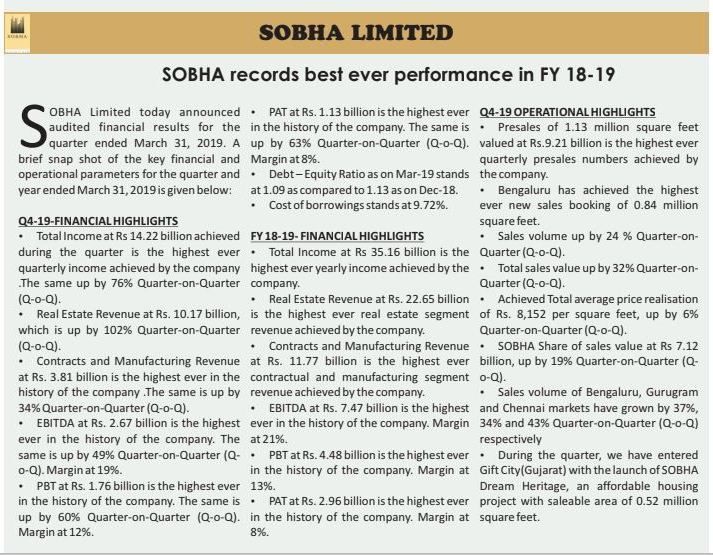 SOBHA
SOBHA LIMITED
SOBHA records best ever performance in FY 18-19
SOBHA Limited today announced
audited financial results for the
quarter ended March 31, 2019. A
brief snap shot of the key financial and
operational parameters for the quarter and
year ended March 31, 2019 is given below:
Q4-19-FINANCIAL HIGHLIGHTS
• Total Income at Rs 14.22 billion achieved
during the quarter is the highest ever
quarterly income achieved by the company
.The same up by 76% Quarter-on-Quarter
(Q-o-Q).
• Real Estate Revenue at Rs. 10.17 billion,
which is up by 102% Quarter-on-Quarter
(Q-o-Q).
• Contracts and Manufacturing Revenue
at Rs. 3.81 billion is the highest ever in the
history of the company .The same is up by
34% Quarter-on-Quarter (Q-o-Q).
• EBITDA at Rs. 2.67 billion is the highest
ever in the history of the company. The
same is up by 49% Quarter-on-Quarter (Q-
o-Q). Margin at 19%.
• PBT at Rs. 1.76 billion is the highest ever
in the history of the company. The same is
up by 60% Quarter-on-Quarter (Q-o-Q).
Margin at 12%.
• PAT at Rs. 1.13 billion is the highest ever
in the history of the company. The same is
up by 63% Quarter-on-Quarter (Q-o-Q).
Margin at 8%.
• Debt – Equity Ratio as on Mar-19 stands
at 1.09 as compared to 1.13 as on Dec-18.
• Cost of borrowings stands at 9.72%.
FY 18-19- FINANCIAL HIGHLIGHTS
• Total Income at Rs 35.16 billion is the
highest ever yearly income achieved by the
company.
• Real Estate Revenue at Rs. 22.65 billion
is the highest ever real estate segment
revenue achieved by the company.
• Contracts and Manufacturing Revenue
at Rs. 11.77 billion is the highest ever
contractual and manufacturing segment
revenue achieved by the company.
• EBITDA at Rs. 7.47 billion is the highest
ever in the history of the company. Margin
at 21%.
• PBT at Rs. 4.48 billion is the highest ever
in the history of the company. Margin at
13%.
• PAT at Rs. 2.96 billion is the highest ever
in the history of the company. Margin at
8%.
Q4-19 OPERATIONAL HIGHLIGHTS
• Presales of 1.13 million square feet
valued at Rs.9.21 billion is the highest ever
quarterly presales numbers achieved by
the company.
• Bengaluru has achieved the highest
ever new sales booking of 0.84 million
square feet.
• Sales volume up by 24 % Quarter-on-
Quarter (Q-o-Q).
• Total sales value up by 32% Quarter-on-
Quarter (Q-o-Q).
• Achieved Total average price realisation
of Rs. 8,152 per square feet, up by 6%
Quarter-on-Quarter (Q-o-Q).
• SOBHA Share of sales value at Rs 7.12
billion, up by 19% Quarter-on-Quarter (Q-
o-Q).
• Sales volume of Bengaluru, Gurugram
and Chennai markets have grown by 37%,
34% and 43% Quarter-on-Quarter (Q-o-Q)
respectively
• During the quarter, we have entered
Gift City(Gujarat) with the launch of SOBHA
Dream Heritage, an affordable housing
project with saleable area of 0.52 million
square feet.